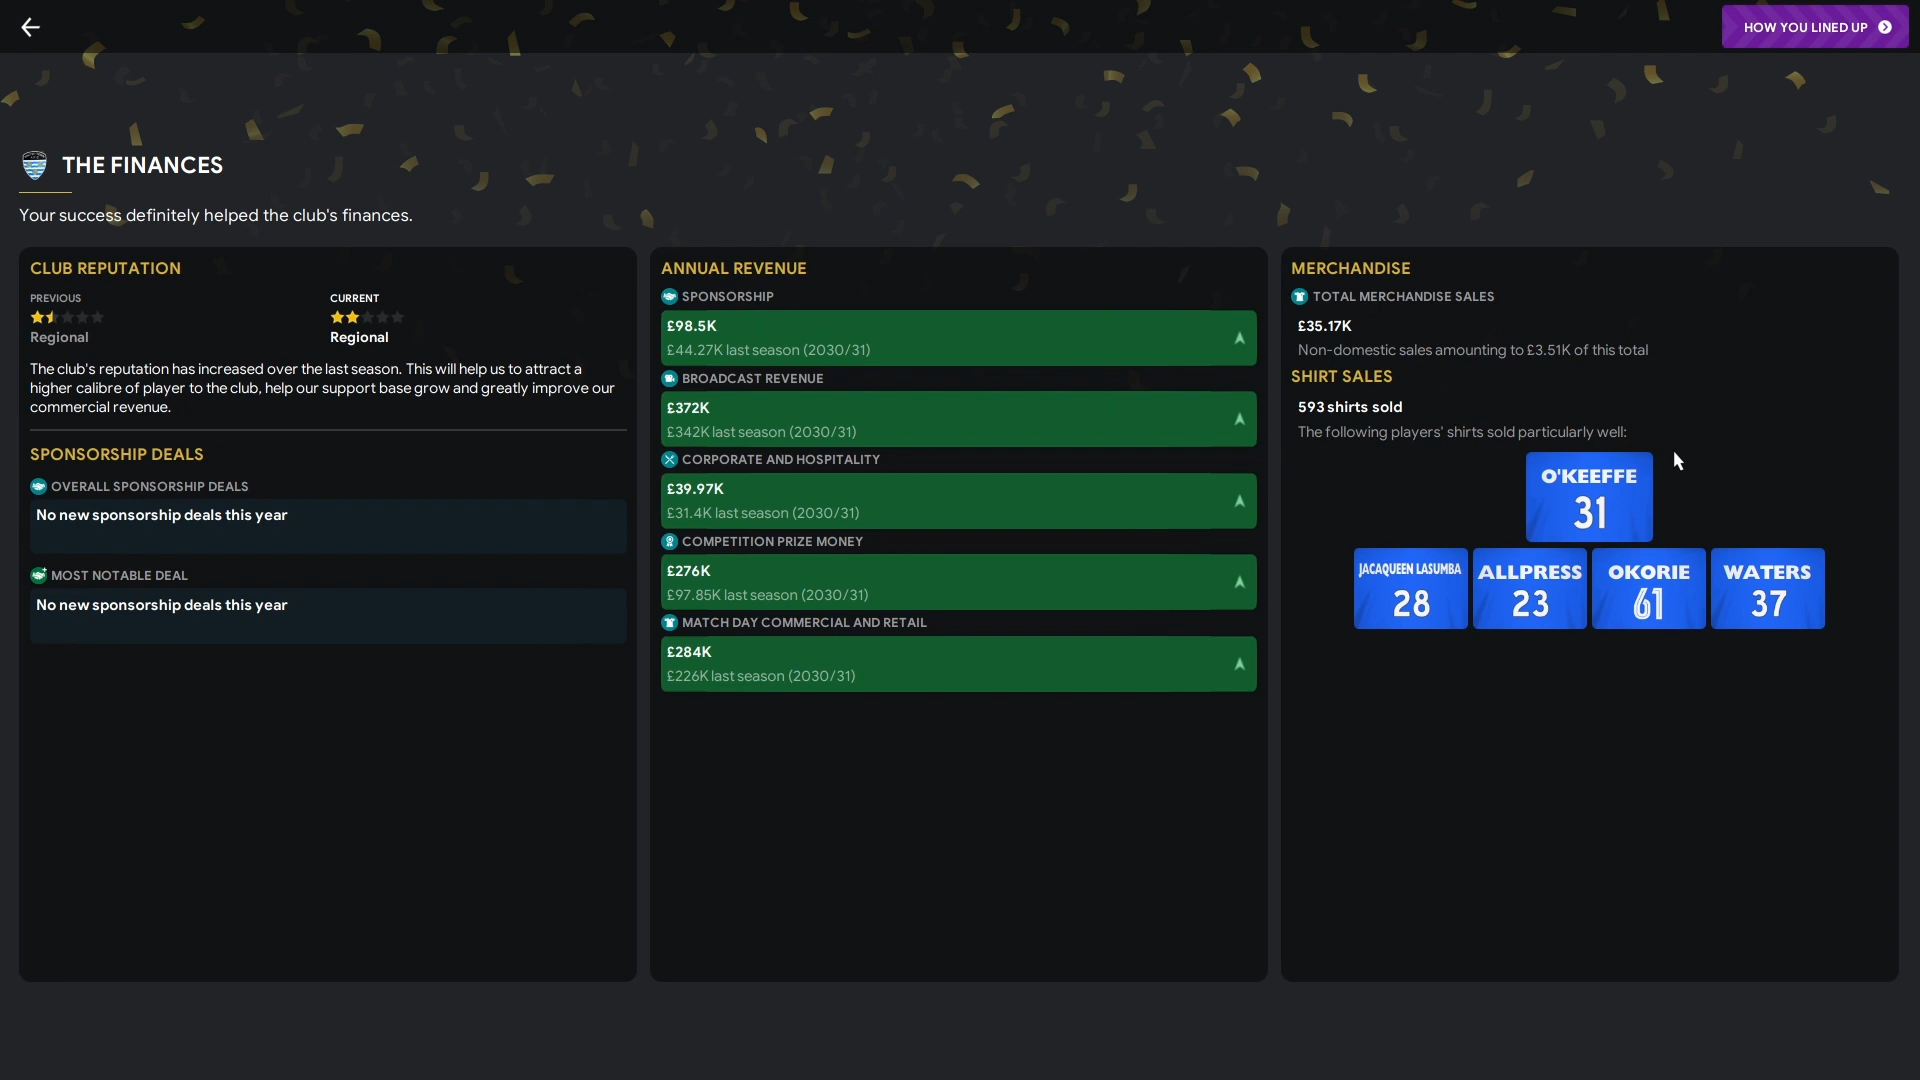 HOW YOU LINED UP
THE FINANCES
Your success definitely helped the club's finances.
CLUB REPUTATION
PREVIOUS
CURRENT
Regional
Regional
The club's reputation has increased over the last season. This will help us to attract a
higher calibre of player to the club, help our support base grow and greatly improve our
commercial revenue.
SPONSORSHIP DEALS
OVERALL SPONSORSHIP DEALS
No new sponsorship deals this year
MOST NOTABLE DEAL
No new sponsorship deals this year
ANNUAL REVENUE
SPONSORSHIP
£98.5K
£44.27K last season (2030/31)
BROADCAST REVENUE
£372K
£342K last season (2030/31)
CORPORATE AND HOSPITALITY
£39.97K
£31.4K last season (2030/31)
COMPETITION PRIZE MONEY
£276K
£97.85K last season (2030/31)
MATCH DAY COMMERCIAL AND RETAIL
£284K
£226K last season (2030/31)
MERCHANDISE
TOTAL MERCHANDISE SALES
£35.17K
Non-domestic sales amounting to £3.51K of this total
SHIRT SALES
593 shirts sold
The following players' shirts sold particularly well:
O'KEEFFE
31
JACAQUEEN LASUMBA
28
ALLPRESS
23
OKORIE
61
WATERS
37